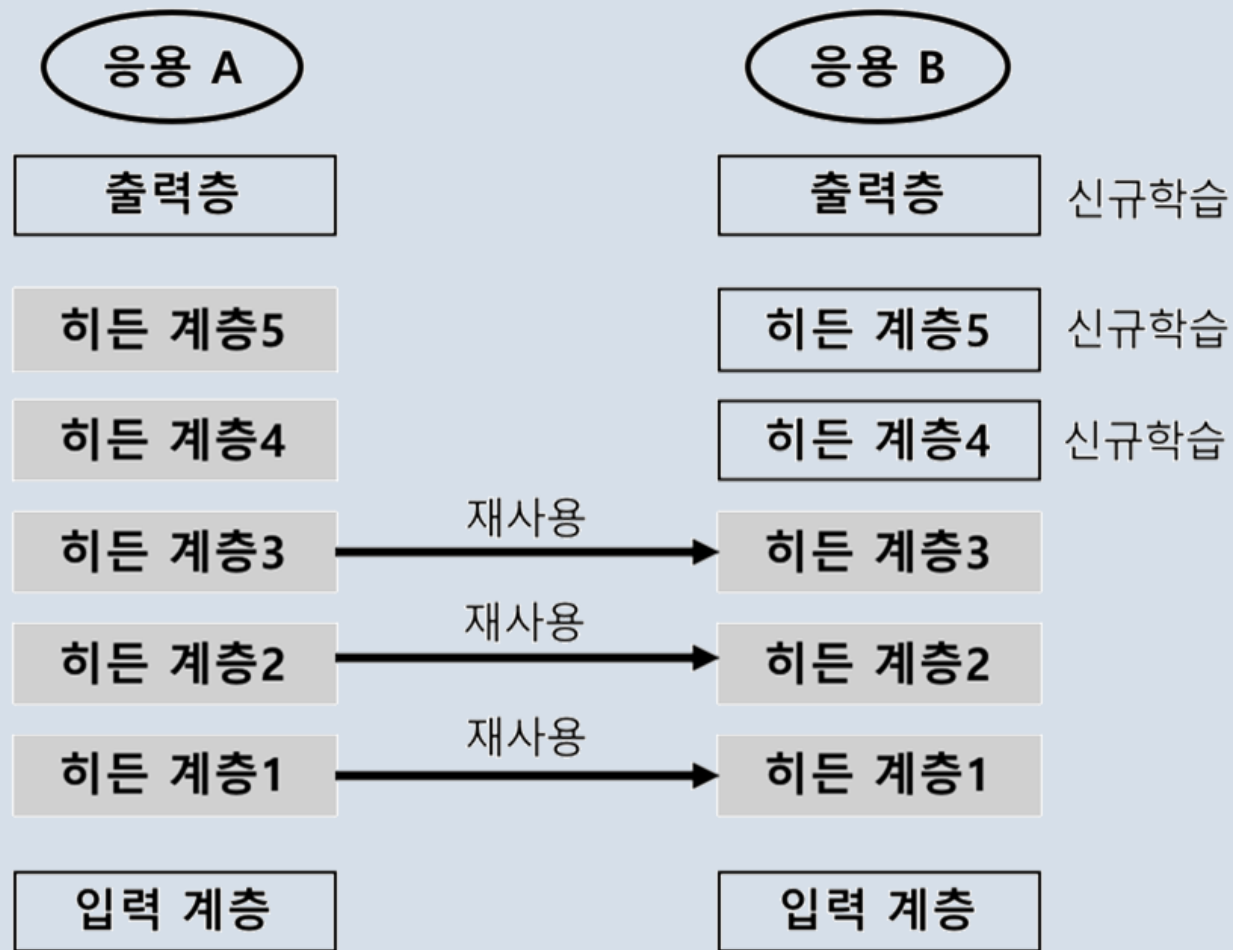 응용 A
응용 B
출력층
출력층
신규학습
히든 계층5
히든 계층5
신규학습
히든 계층4
히든 계층4
신규학습
재사용
히든 계층3
히든 계층3
재사용
히든 계층2
히든 계층2
재사용
히든 계층1
히든 계층1
입력 계층
입력 계층